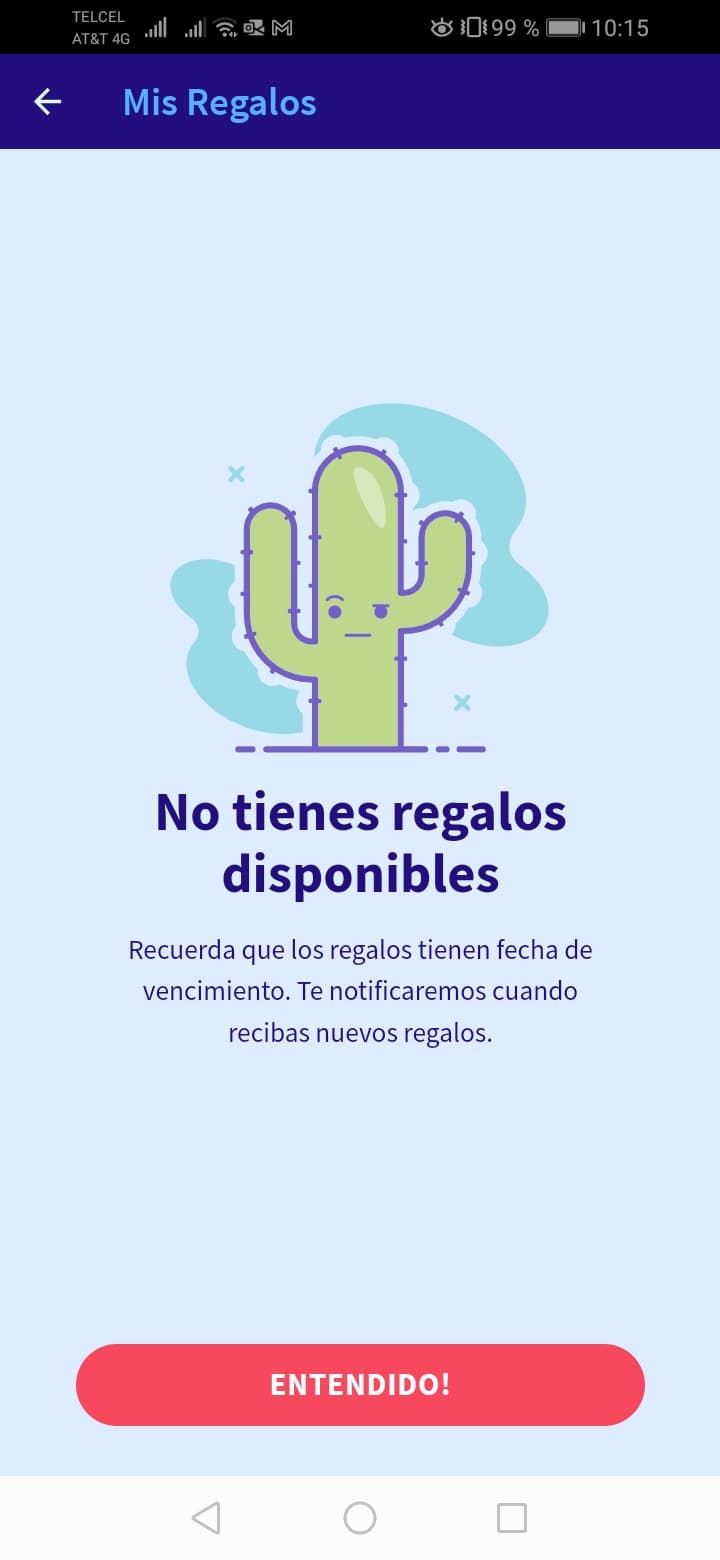 TELCEL
AT&T 4G
99 %
10:15
Mis Regalos
No tienes regalos
disponibles
Recuerda que los regalos tienen fecha de
vencimiento. Te notificaremos cuando
recibas nuevos regalos.
ENTENDIDO!